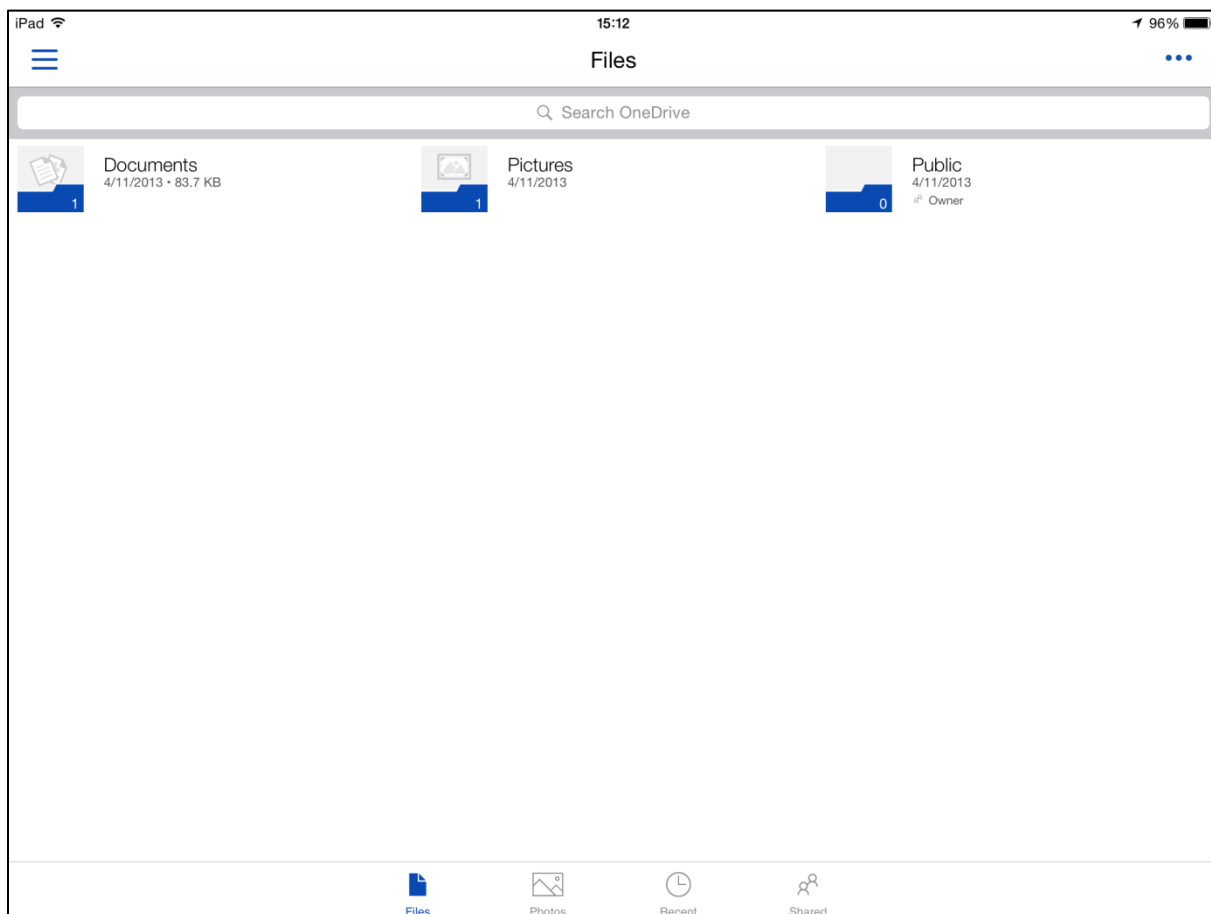 iPad 15:12 96%
Files
Search OneDrive
Documents
4/11/2013 • 83.7 KB
1
Pictures
4/11/2013
1
Public
4/11/2013
Owner
0
Files Photos Recent Shared